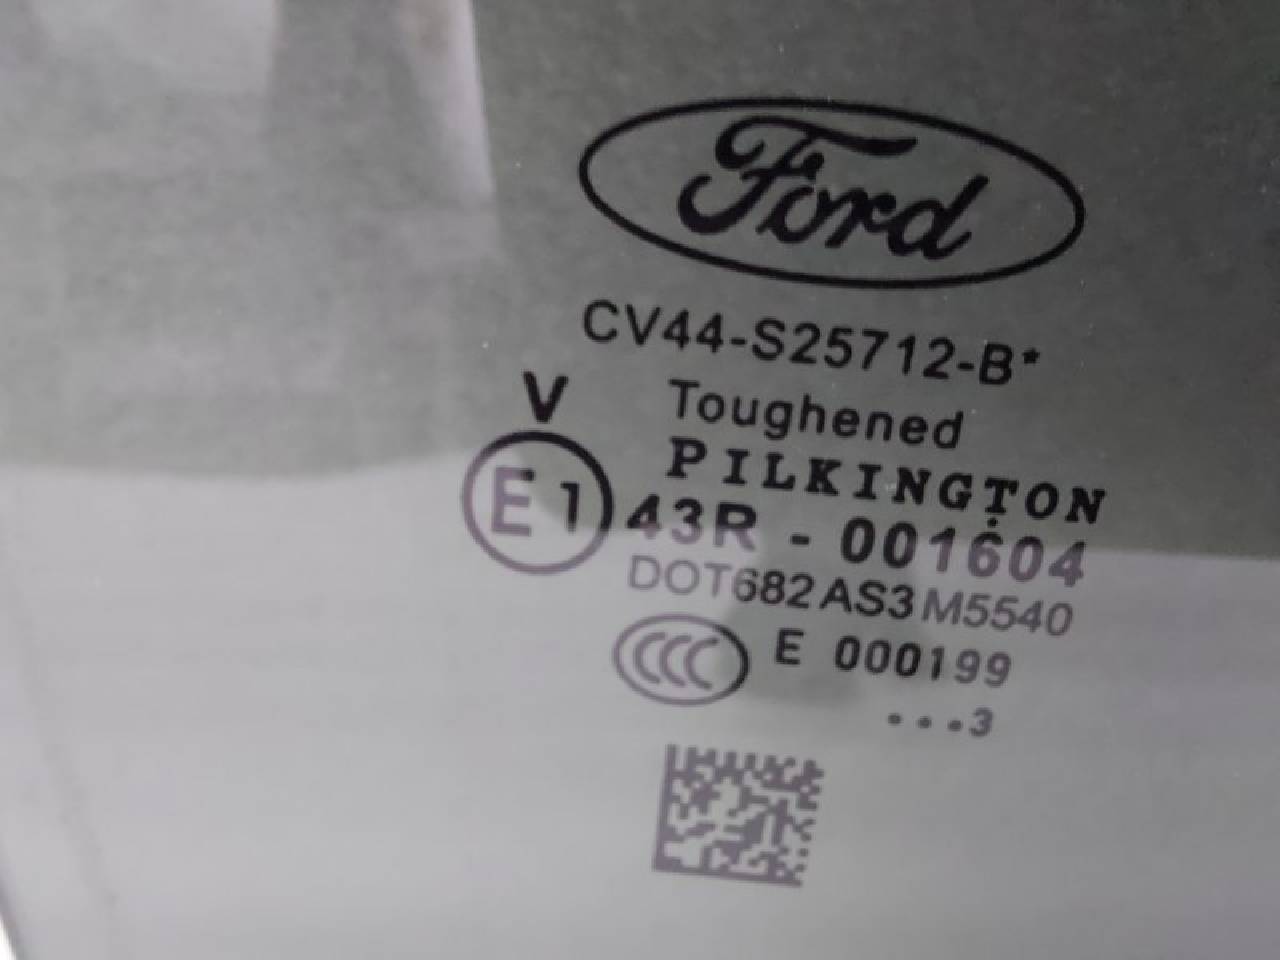 Ford
CV44-S25712-B*
V Toughened
PILKINGTON
E1 43R - 001604
DOT682 AS3 M5540
CCC E 000199
...3